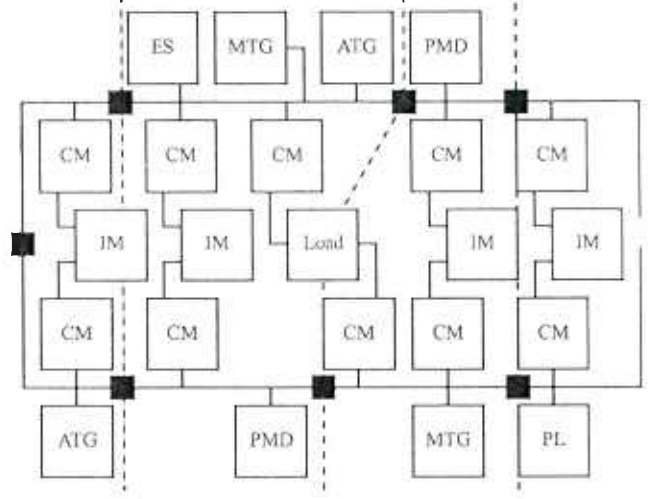 ES MTG ATG PMD
CM CM CM CM CM
IM IM Load IM IM
CM CM CM CM CM
ATG PMD MTG PL